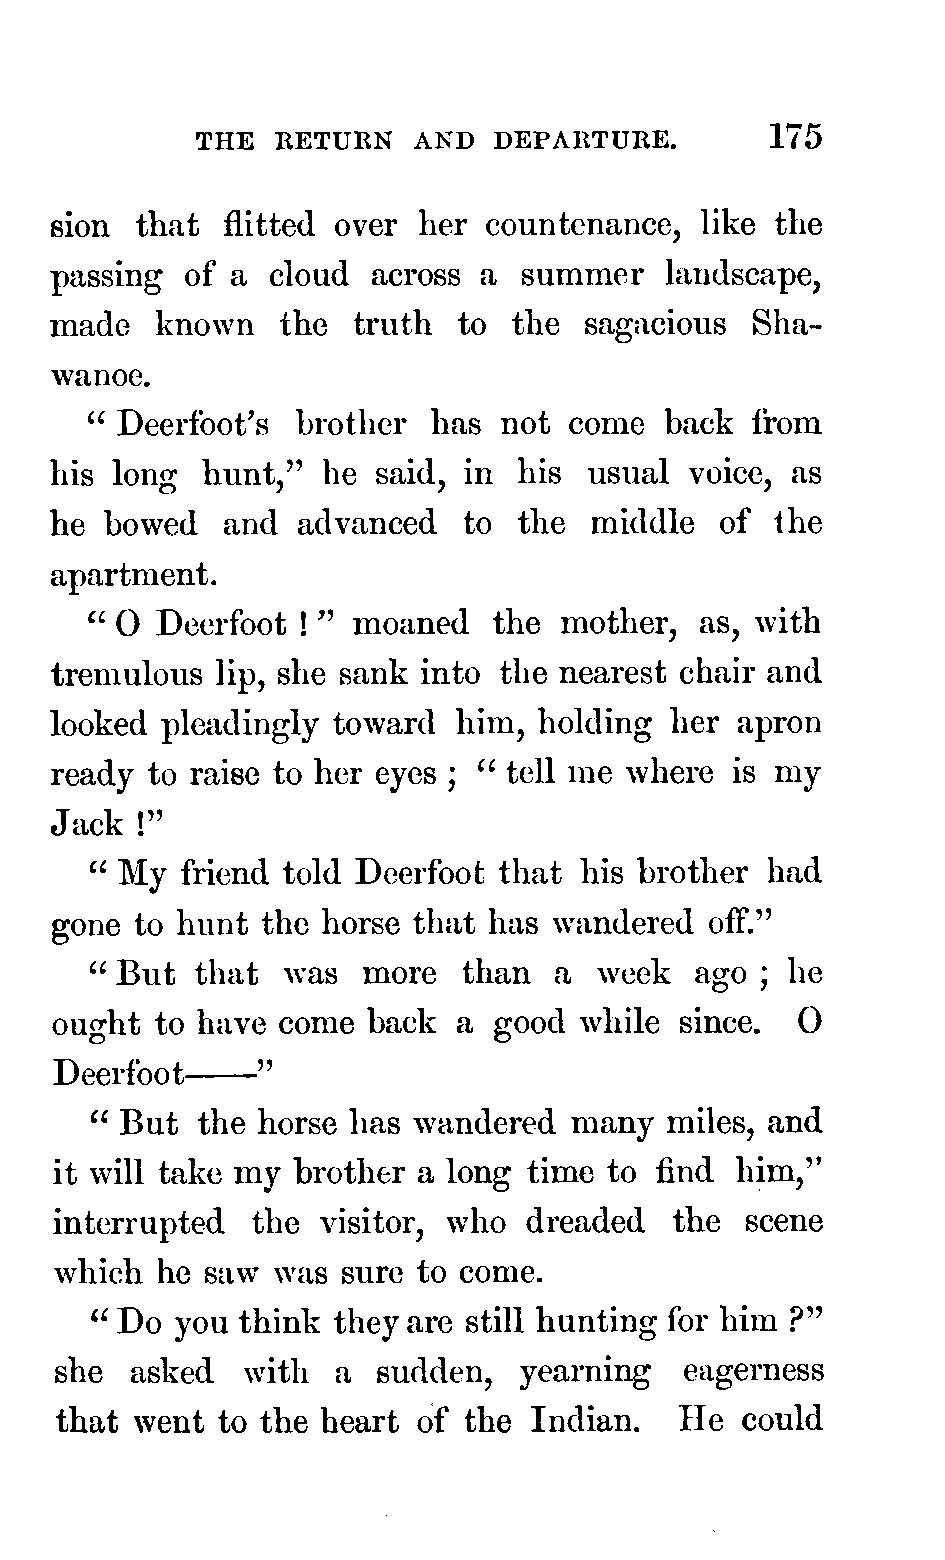 THE RETURN AND DEPARTURE. 175
sion that flitted over her countenance, like the
passing of a cloud across a summer landscape,
made known the truth to the sagacious Sha-
wanoe.
“ Deerfoot’s brother has not come back from
his long hunt,” he said, in his usual voice, as
he bowed and advanced to the middle of the
apartment.
“ O Deerfoot ! ” moaned the mother, as, with
tremulous lip, she sank into the nearest chair and
looked pleadingly toward him, holding her apron
ready to raise to her eyes ; “ tell me where is my
Jack !”
“ My friend told Deerfoot that his brother had
gone to hunt the horse that has wandered off.”
“ But that was more than a week ago ; he
ought to have come back a good while since. O
Deerfoot——”
“ But the horse has wandered many miles, and
it will take my brother a long time to find him,”
interrupted the visitor, who dreaded the scene
which he saw was sure to come.
“ Do you think they are still hunting for him ?”
she asked with a sudden, yearning eagerness
that went to the heart of the Indian. He could